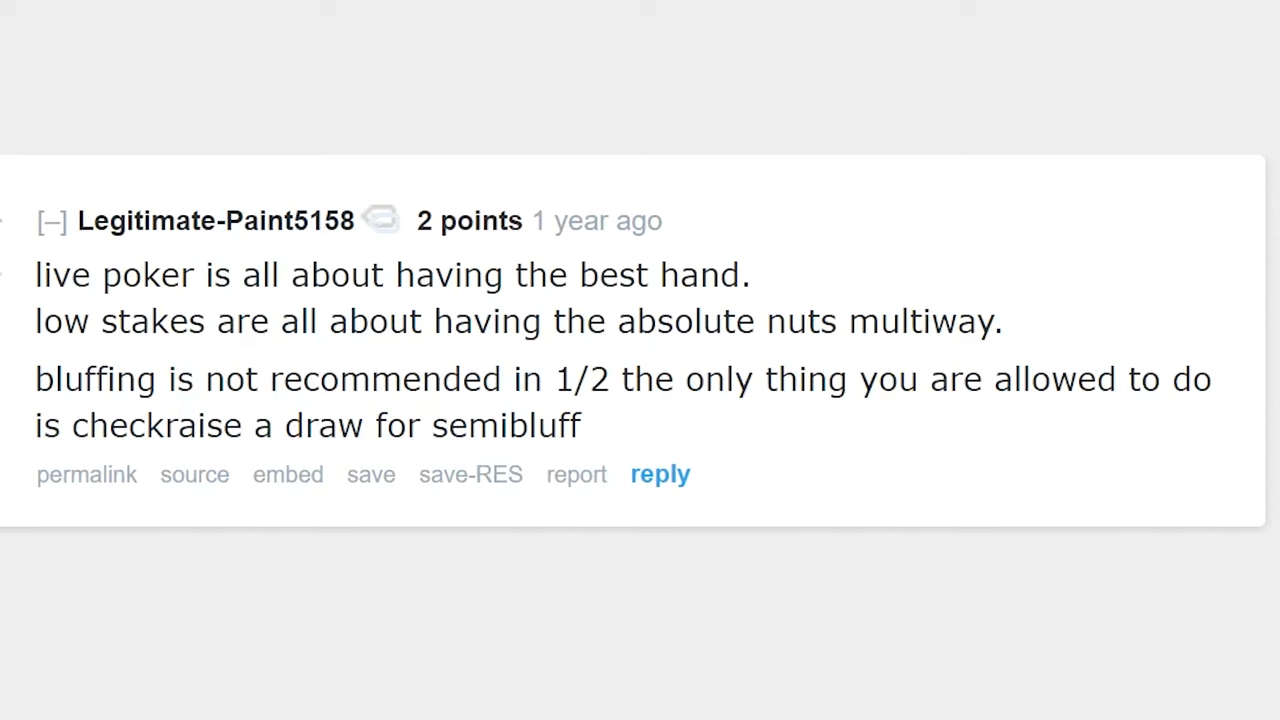 [–] Legitimate-Paint5158 2 points 1 year ago
live poker is all about having the best hand.
low stakes are all about having the absolute nuts multiway.
bluffing is not recommended in 1/2 the only thing you are allowed to do
is checkraise a draw for semibluff
permalink source embed save save-RES report reply